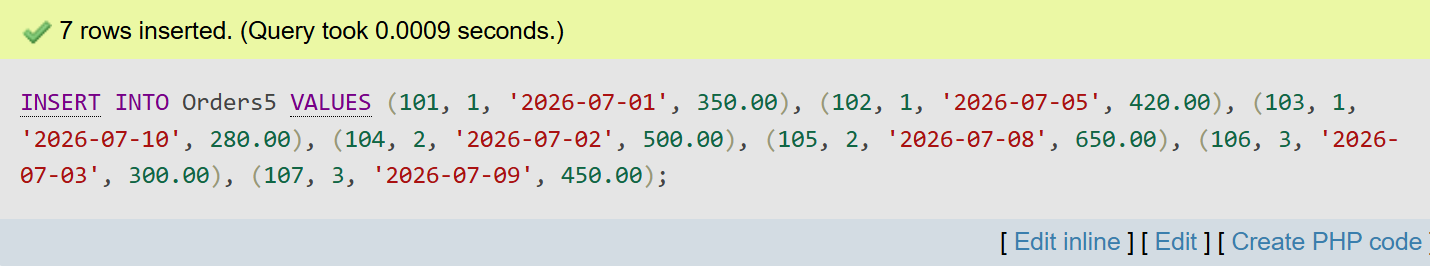 7 rows inserted. (Query took 0.0009 seconds.)
INSERT INTO Orders5 VALUES (101, 1, '2026-07-01', 350.00), (102, 1, '2026-07-05', 420.00), (103, 1,
'2026-07-10', 280.00), (104, 2, '2026-07-02', 500.00), (105, 2, '2026-07-08', 650.00), (106, 3, '2026-
07-03', 300.00), (107, 3, '2026-07-09', 450.00);
[ Edit inline ] [ Edit ] [ Create PHP code ]